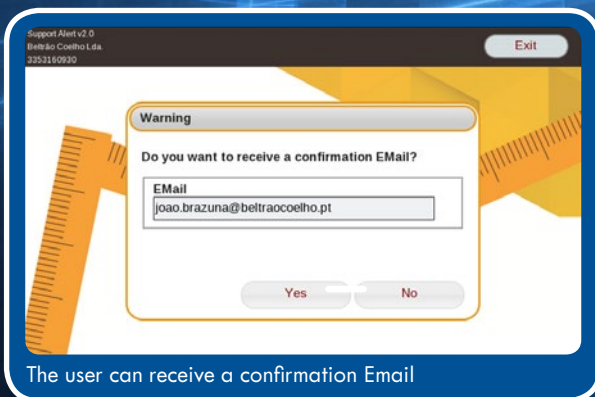 Support Alert v2.0
Beltrão Coelho Lda.
3353160930
Exit
Warning
Do you want to receive a confirmation EMail?
EMail
joao.brazuna@beltraocoelho.pt
Yes
No
The user can receive a confirmation Email